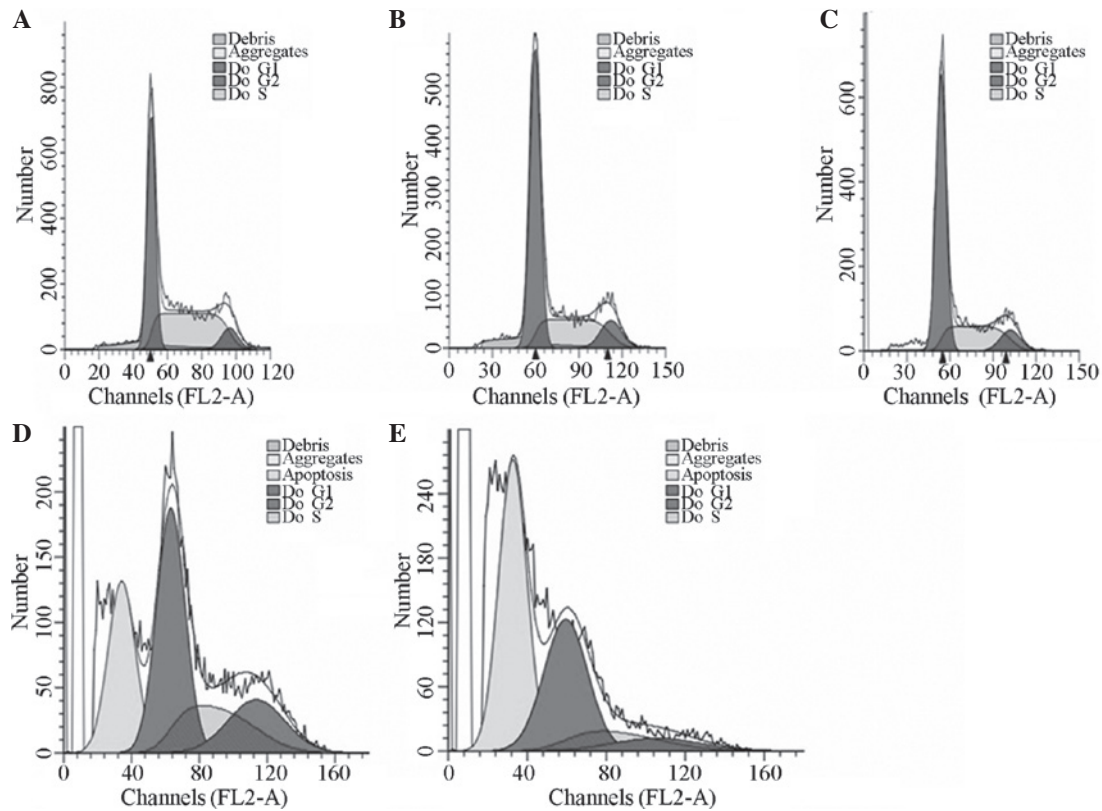 A
Number
800
600
400
200
0
Debris
Aggregates
Do G1
Do G2
Do S
0 20 40 60 80 100 120
Channels (FL2-A)
B
Number
500
400
300
200
100
0
Debris
Aggregates
Do G1
Do G2
Do S
0 30 60 90 120 150
Channels (FL2-A)
C
Number
600
400
200
0
Debris
Aggregates
Do G1
Do G2
Do S
0 30 60 90 120 150
Channels (FL2-A)
D
Number
200
150
100
50
0
Debris
Aggregates
Apoptosis
Do G1
Do G2
Do S
0 40 80 120 160
Channels (FL2-A)
E
Number
240
180
120
60
0
Debris
Aggregates
Apoptosis
Do G1
Do G2
Do S
0 40 80 120 160
Channels (FL2-A)